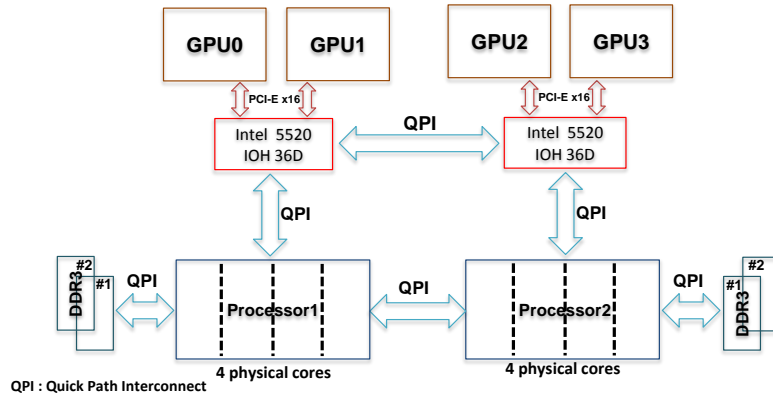 GPU0
GPU1
GPU2
GPU3
PCI-E x16
PCI-E x16
Intel 5520
IOH 36D
QPI
Intel 5520
IOH 36D
QPI
QPI
DDR3
#2
#1
QPI
Processor1
QPI
Processor2
QPI
DDR3
#1
#2
4 physical cores
4 physical cores
QPI : Quick Path Interconnect